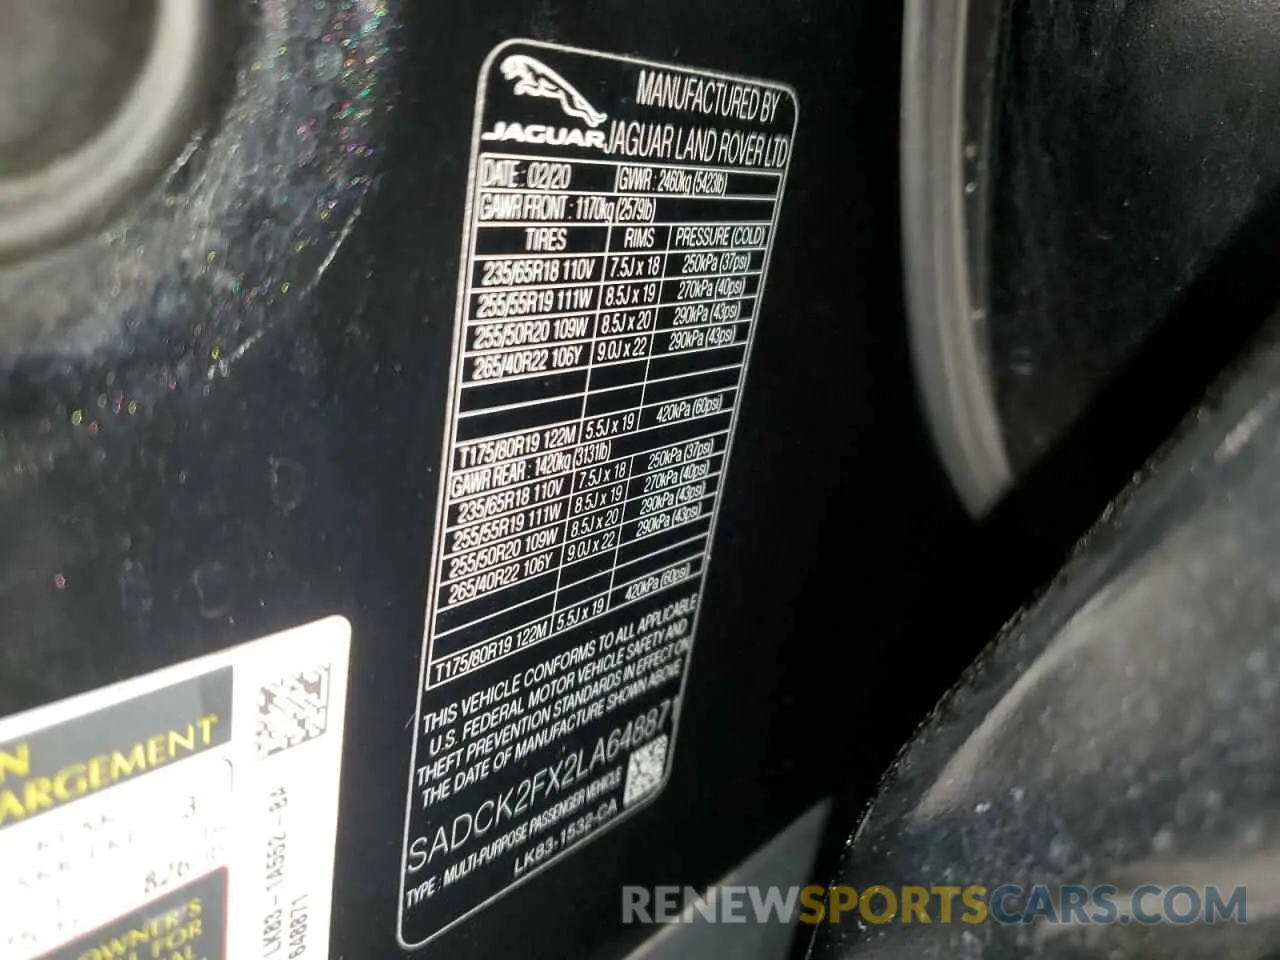 JAGUAR
MANUFACTURED BY
JAGUAR LAND ROVER LTD
DATE : 02/20 GVWR : 2460kg (5423lb)
GAWR FRONT : 1170kg (2579lb)
TIRES RIMS PRESSURE (COLD)
235/65R18 110V 7.5J x 18 250kPa (37psi)
255/55R19 111W 8.5J x 19 270kPa (40psi)
255/50R20 109W 8.5J x 20 290kPa (43psi)
265/40R22 106Y 9.0J x 22 290kPa (43psi)
T175/80R19 122M 5.5J x 19 420kPa (60psi)
GAWR REAR : 1420kg (3131lb)
235/65R18 110V 7.5J x 18 250kPa (37psi)
255/55R19 111W 8.5J x 19 270kPa (40psi)
255/50R20 109W 8.5J x 20 290kPa (43psi)
265/40R22 106Y 9.0J x 22 290kPa (43psi)
T175/80R19 122M 5.5J x 19 420kPa (60psi)
THIS VEHICLE CONFORMS TO ALL APPLICABLE
U.S. FEDERAL MOTOR VEHICLE SAFETY AND
THEFT PREVENTION STANDARDS IN EFFECT ON
THE DATE OF MANUFACTURE SHOWN ABOVE
SADCK2FX2LA648871
TYPE : MULTI-PURPOSE PASSENGER VEHICLE
LK83-1532-CA
ARGEMENT
3
826
OWNER'S
FOR
LK83-1A552-BA
648871
RENEWSPORTSCARS.COM